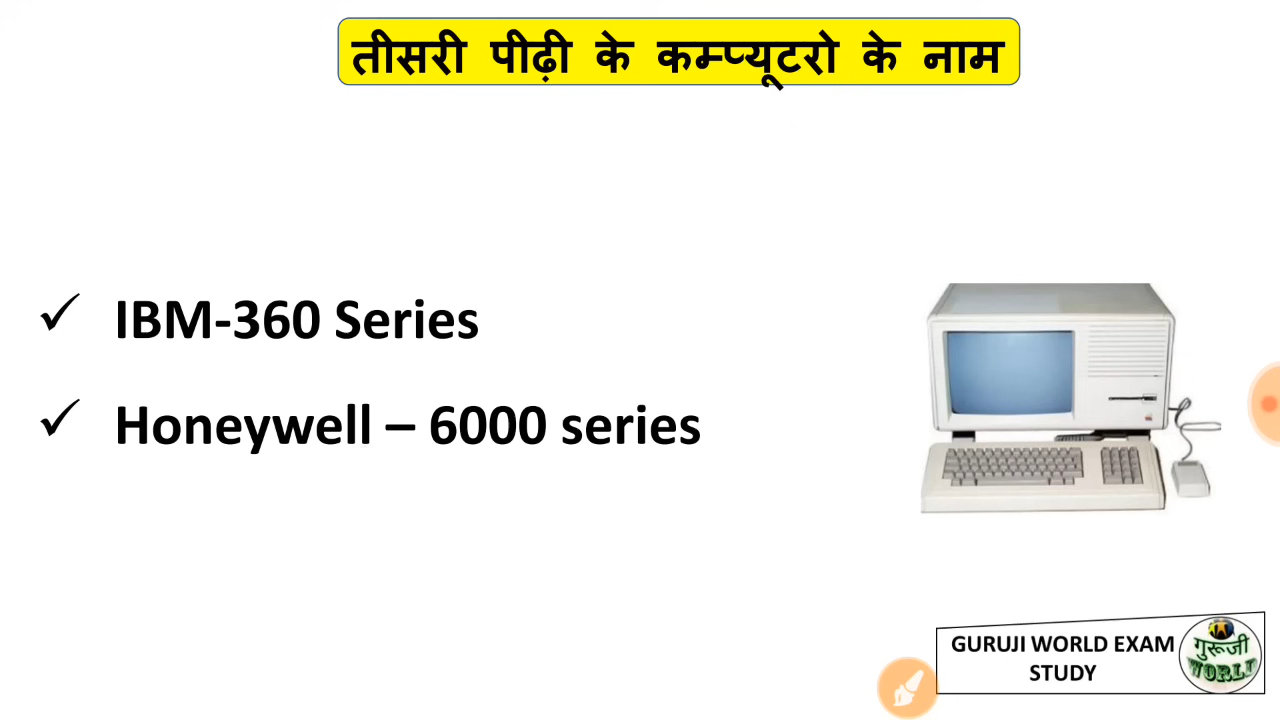 तीसरी पीढ़ी के कम्प्यूटरो के नाम
✓ IBM-360 Series
✓ Honeywell – 6000 series
GURUJI WORLD EXAM
STUDY
गुरूजी
WORLD